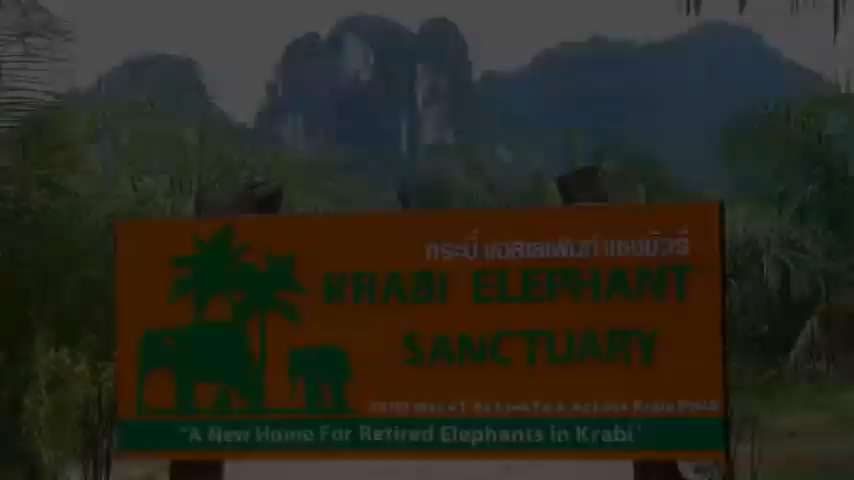 กระบี่ เอลเลเฟ่นท์ แซงชัวรี่
KRABI ELEPHANT
SANCTUARY
"A New Home For Retired Elephants in Krabi"